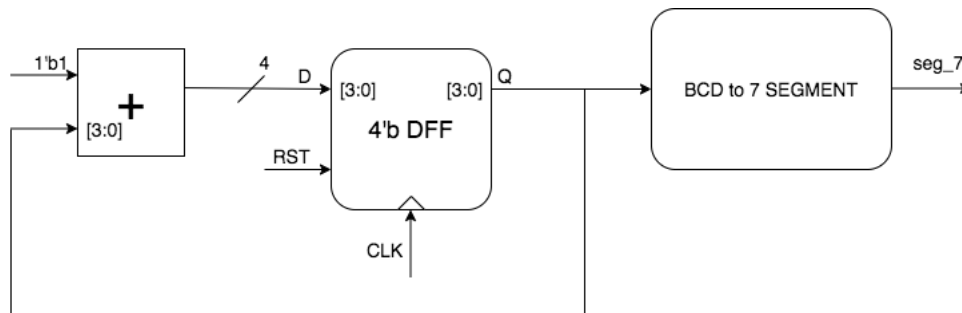 1'b1
+
[3:0]
4
D
[3:0]
[3:0]
Q
4'b DFF
RST
CLK
BCD to 7 SEGMENT
seg_7